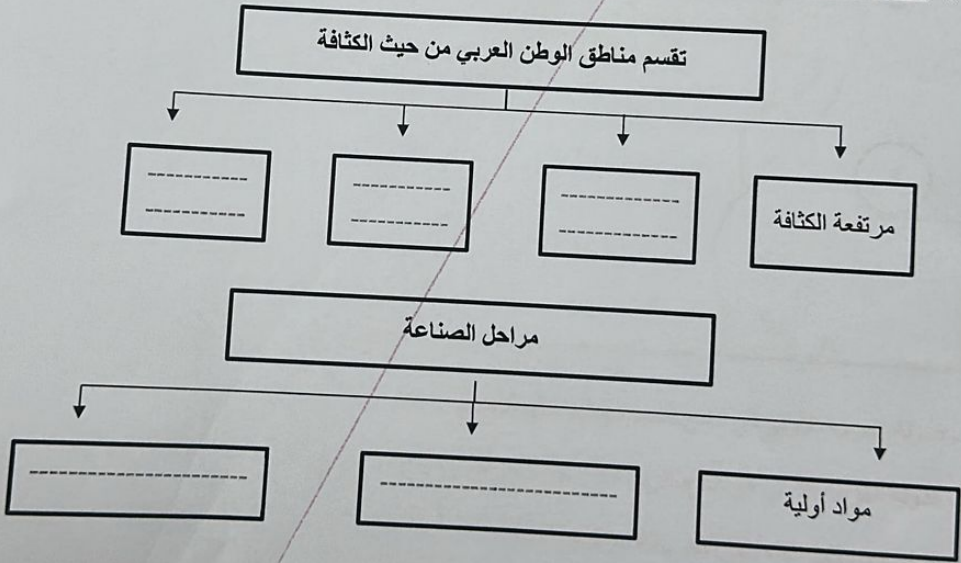 تقسم مناطق الوطن العربي من حيث الكثافة
مرتفعة الكثافة
مراحل الصناعة
مواد أولية